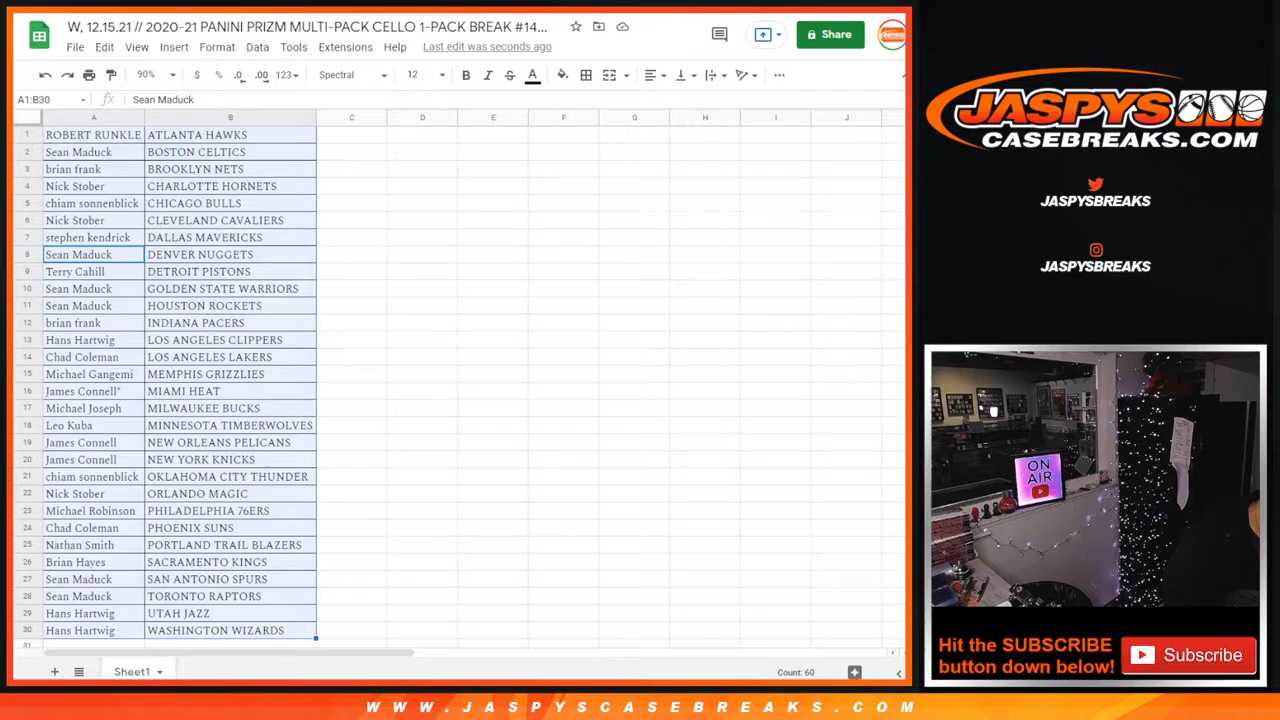 W, 12.15.21 // 2020-21 PANINI PRIZM MULTI-PACK CELLO 1-PACK BREAK #14...
File Edit View Insert Format Data Tools Extensions Help Last edit was seconds ago
Share
90% $ % .0 .00 123 Spectral 12 B I S A
A1:B30 fx Sean Maduck
A B C D E F G H I J
1 ROBERT RUNKLE ATLANTA HAWKS
2 Sean Maduck BOSTON CELTICS
3 brian frank BROOKLYN NETS
4 Nick Stober CHARLOTTE HORNETS
5 chiam sonnenblick CHICAGO BULLS
6 Nick Stober CLEVELAND CAVALIERS
7 stephen kendrick DALLAS MAVERICKS
8 Sean Maduck DENVER NUGGETS
9 Terry Cahill DETROIT PISTONS
10 Sean Maduck GOLDEN STATE WARRIORS
11 Sean Maduck HOUSTON ROCKETS
12 brian frank INDIANA PACERS
13 Hans Hartwig LOS ANGELES CLIPPERS
14 Chad Coleman LOS ANGELES LAKERS
15 Michael Gangemi MEMPHIS GRIZZLIES
16 James Connell* MIAMI HEAT
17 Michael Joseph MILWAUKEE BUCKS
18 Leo Kuba MINNESOTA TIMBERWOLVES
19 James Connell NEW ORLEANS PELICANS
20 James Connell NEW YORK KNICKS
21 chiam sonnenblick OKLAHOMA CITY THUNDER
22 Nick Stober ORLANDO MAGIC
23 Michael Robinson PHILADELPHIA 76ERS
24 Chad Coleman PHOENIX SUNS
25 Nathan Smith PORTLAND TRAIL BLAZERS
26 Brian Hayes SACRAMENTO KINGS
27 Sean Maduck SAN ANTONIO SPURS
28 Sean Maduck TORONTO RAPTORS
29 Hans Hartwig UTAH JAZZ
30 Hans Hartwig WASHINGTON WIZARDS
31
Sheet1
Count: 60
JASPYS
CASEBREAKS.COM
JASPYSBREAKS
JASPYSBREAKS
ON
AIR
Hit the SUBSCRIBE
button down below!
Subscribe
WWW.JASPYSCASEBREAKS.COM